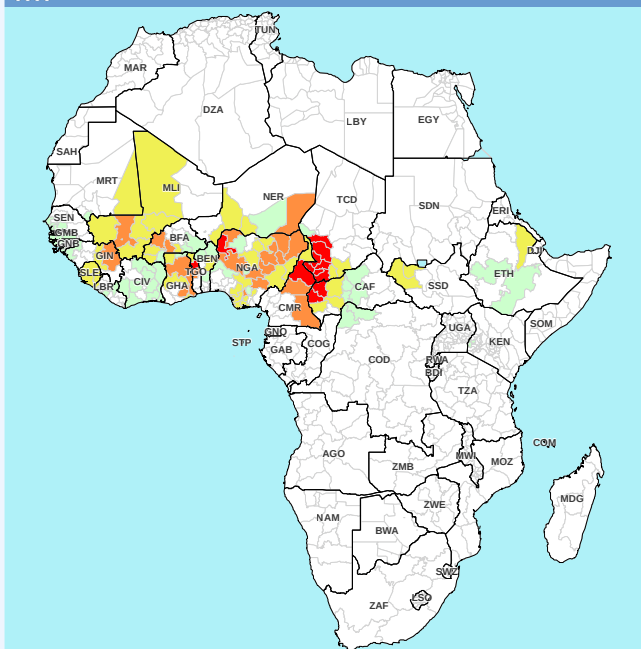 TUN
MAR
DZA
LBY
EGY
SAH
MRT
MLI
NER
TCD
SDN
ERI
SEN
GMB
GNB
BFA
DJI
GIN
BEN
NGA
SLE
TGO
CIV
GHA
CAF
SSD
ETH
BR
CMR
SOM
GNQ
UGA
KEN
STP
GAB
COG
COD
RWA
BDI
TZA
COM
AGO
ZMB
MWI
MOZ
MDG
NAM
ZWE
BWA
SWZ
ZAF
LSO